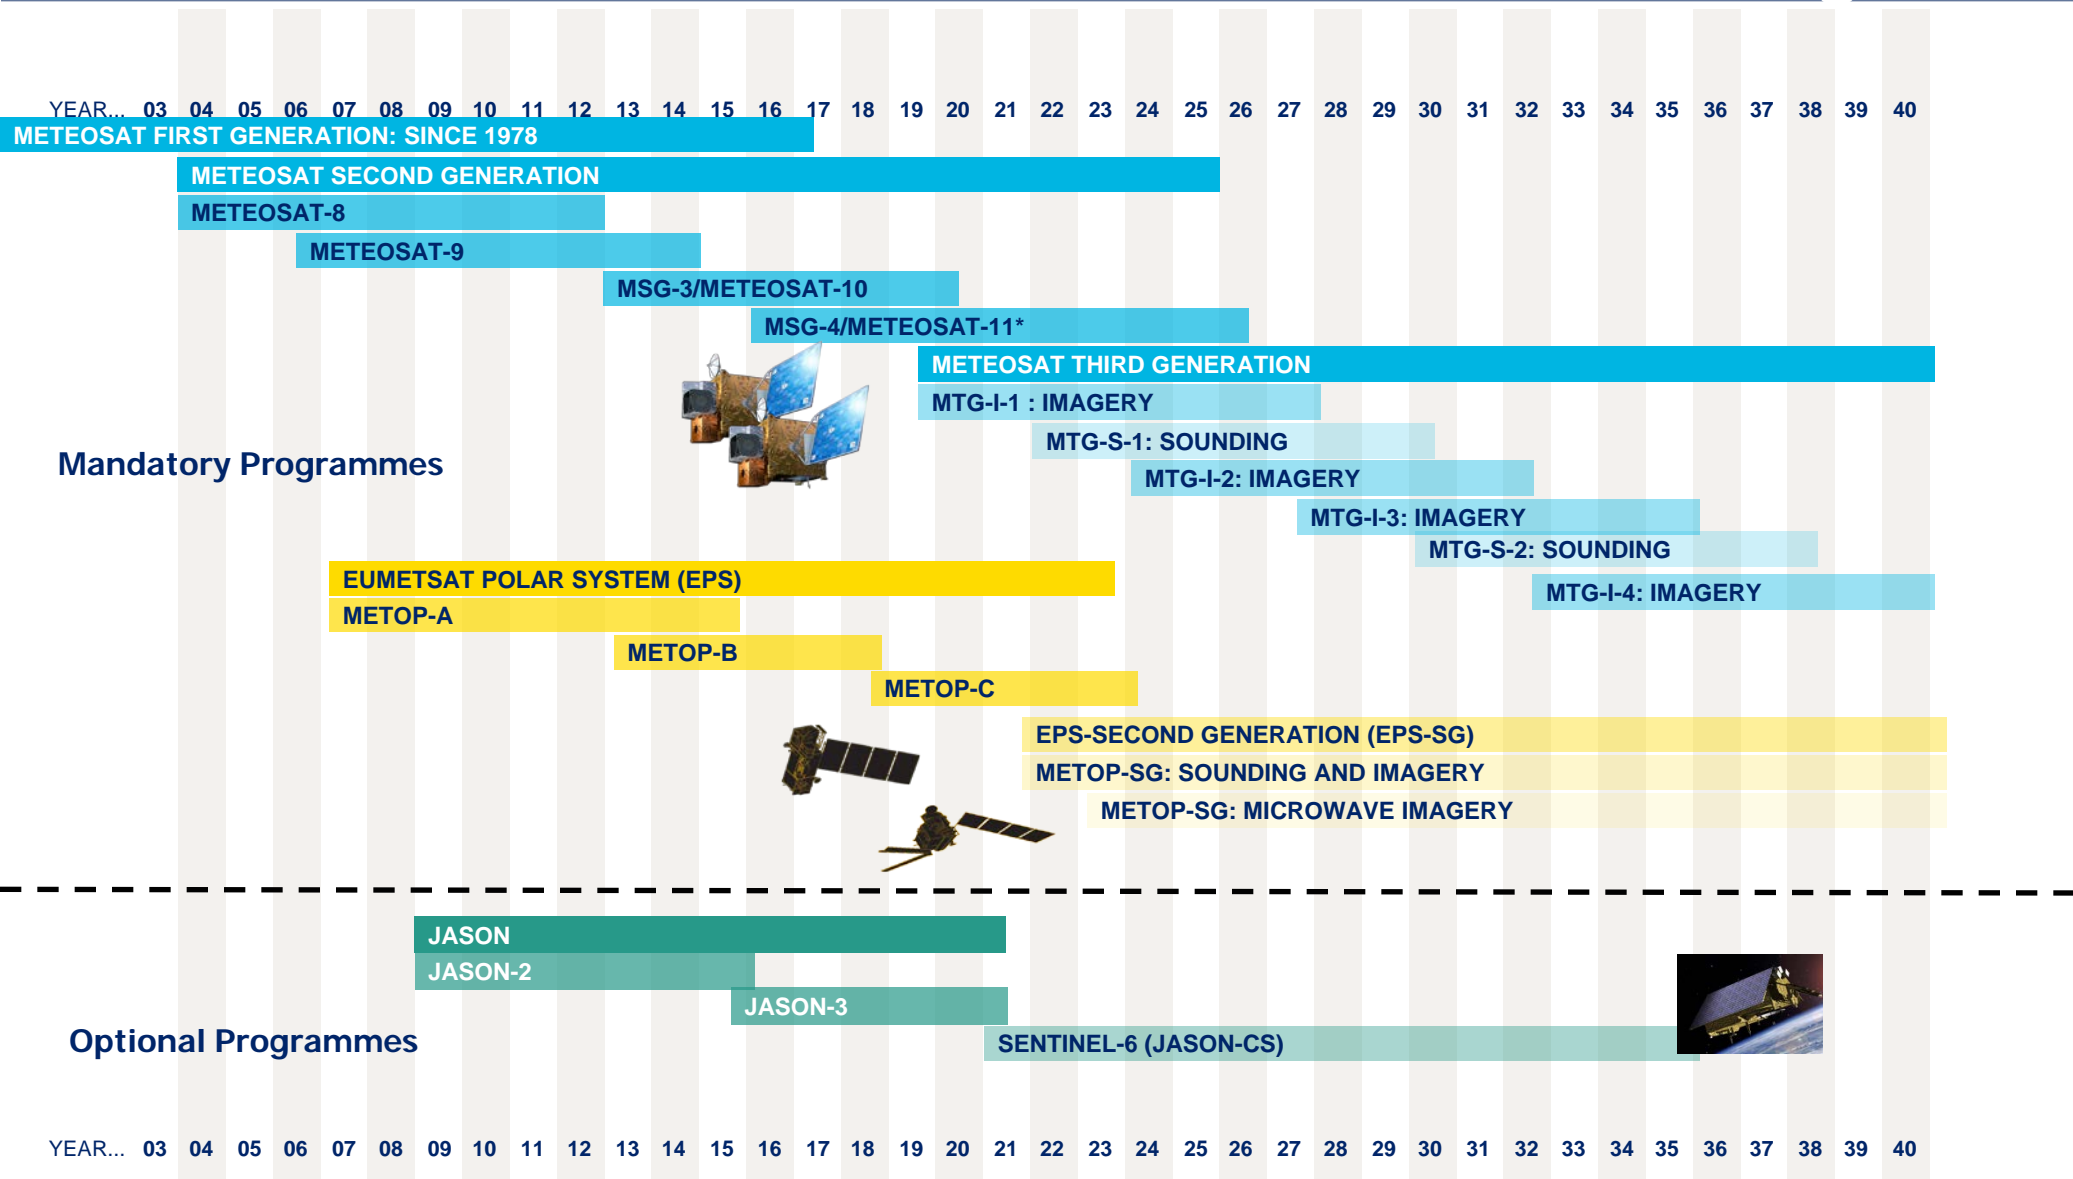 YEAR... 03 04 05 06 07 08 09 10 11 12 13 14 15 16 17 18 19 20 21 22 23 24 25 26 27 28 29 30 31 32 33 34 35 36 37 38 39 40
METEOSAT FIRST GENERATION: SINCE 1978
METEOSAT SECOND GENERATION
METEOSAT-8
METEOSAT-9
MSG-3/METEOSAT-10
MSG-4/METEOSAT-11*
METEOSAT THIRD GENERATION
MTG-I-1 : IMAGERY
MTG-S-1: SOUNDING
Mandatory Programmes
MTG-I-2: IMAGERY
MTG-I-3: IMAGERY
MTG-S-2: SOUNDING
EUMETSAT POLAR SYSTEM (EPS)
MTG-I-4: IMAGERY
METOP-A
METOP-B
METOP-C
EPS-SECOND GENERATION (EPS-SG)
METOP-SG: SOUNDING AND IMAGERY
METOP-SG: MICROWAVE IMAGERY
JASON
JASON-2
JASON-3
Optional Programmes
SENTINEL-6 (JASON-CS)
YEAR... 03 04 05 06 07 08 09 10 11 12 13 14 15 16 17 18 19 20 21 22 23 24 25 26 27 28 29 30 31 32 33 34 35 36 37 38 39 40